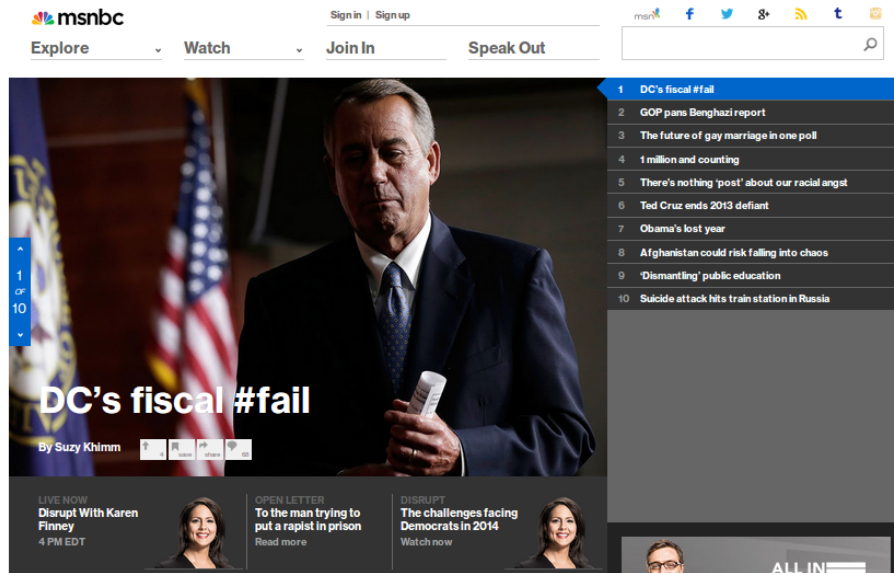 msnbc
Sign in | Sign up
msn
Explore
Watch
Join In
Speak Out
1
OF
10
DC's fiscal #fail
By Suzy Khimm
4
save
share
1 DC's fiscal #fail
2 GOP pans Benghazi report
3 The future of gay marriage in one poll
4 1 million and counting
5 There's nothing 'post' about our racial angst
6 Ted Cruz ends 2013 defiant
7 Obama's lost year
8 Afghanistan could risk falling into chaos
9 'Dismantling' public education
10 Suicide attack hits train station in Russia
LIVE NOW
Disrupt With Karen
Finney
4 PM EDT
OPEN LETTER
To the man trying to
put a rapist in prison
Read more
DISRUPT
The challenges facing
Democrats in 2014
Watch now
ALL IN